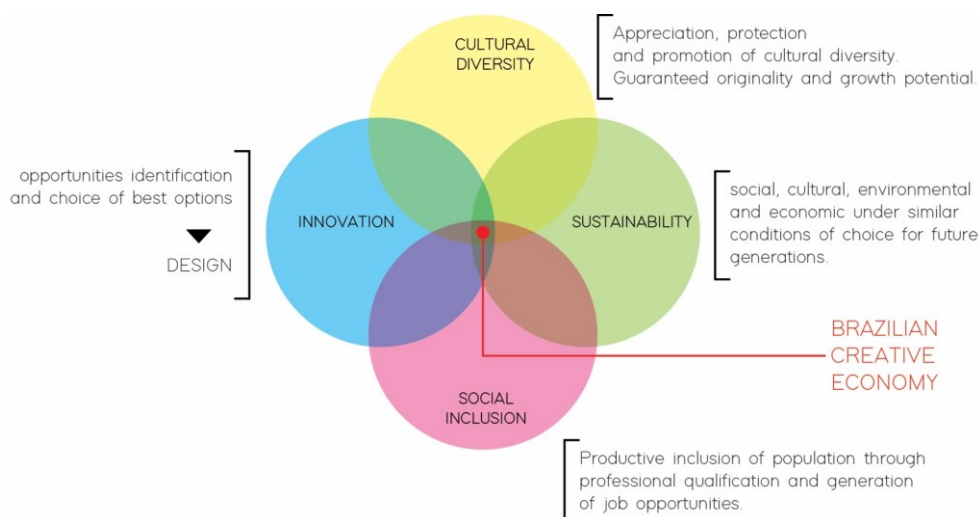 CULTURAL
DIVERSITY
Appreciation, protection
and promotion of cultural diversity.
Guaranteed originality and growth potential.
opportunities identification
and choice of best options
DESIGN
INNOVATION
SUSTAINABILITY
social, cultural, environmental
and economic under similar
conditions of choice for future
generations.
BRAZILIAN
CREATIVE
ECONOMY
SOCIAL
INCLUSION
Productive inclusion of population through
professional qualification and generation
of job opportunities.